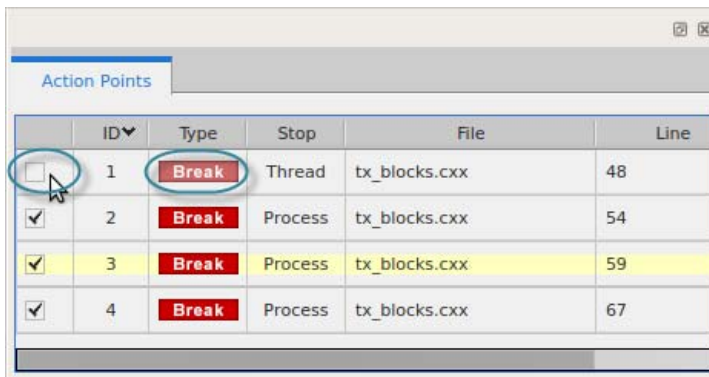 Action Points
ID Type Stop File Line
1 Break Thread tx_blocks.cxx 48
2 Break Process tx_blocks.cxx 54
3 Break Process tx_blocks.cxx 59
4 Break Process tx_blocks.cxx 67